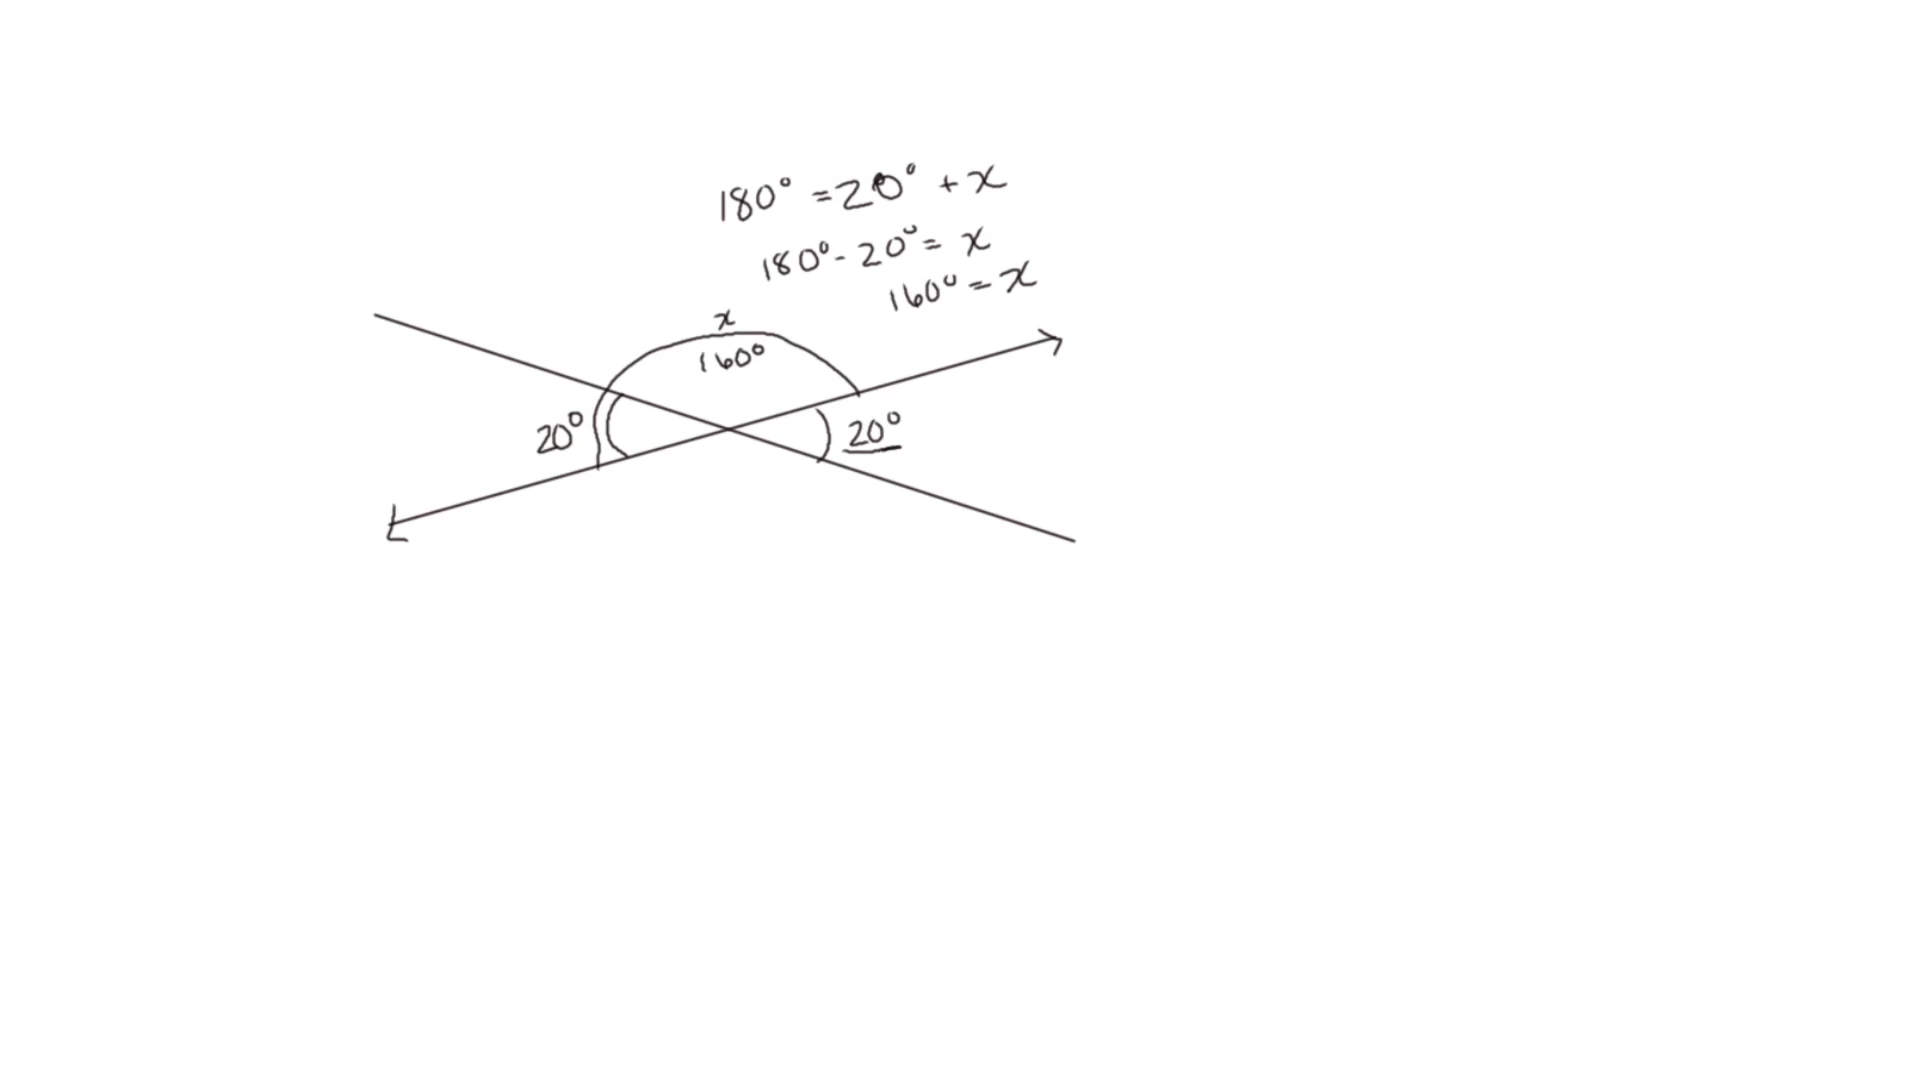 180° = 20° + x
180° - 20° = x
160° = x
x
160°
20°
20°